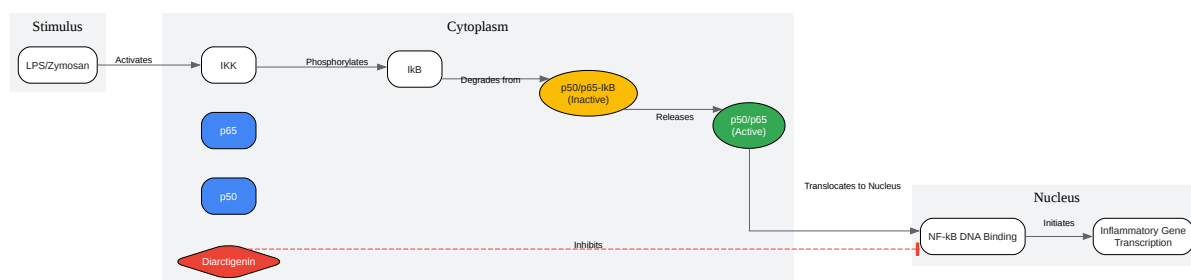 Stimulus
LPS/Zymosan
Activates
Cytoplasm
IKK
Phosphorylates
IkB
Degrades from
p50/p65-IkB
(Inactive)
Releases
p50/p65
(Active)
p65
p50
Diarctigenin
Inhibits
Translocates to Nucleus
Nucleus
NF-kB DNA Binding
Initiates
Inflammatory Gene
Transcription